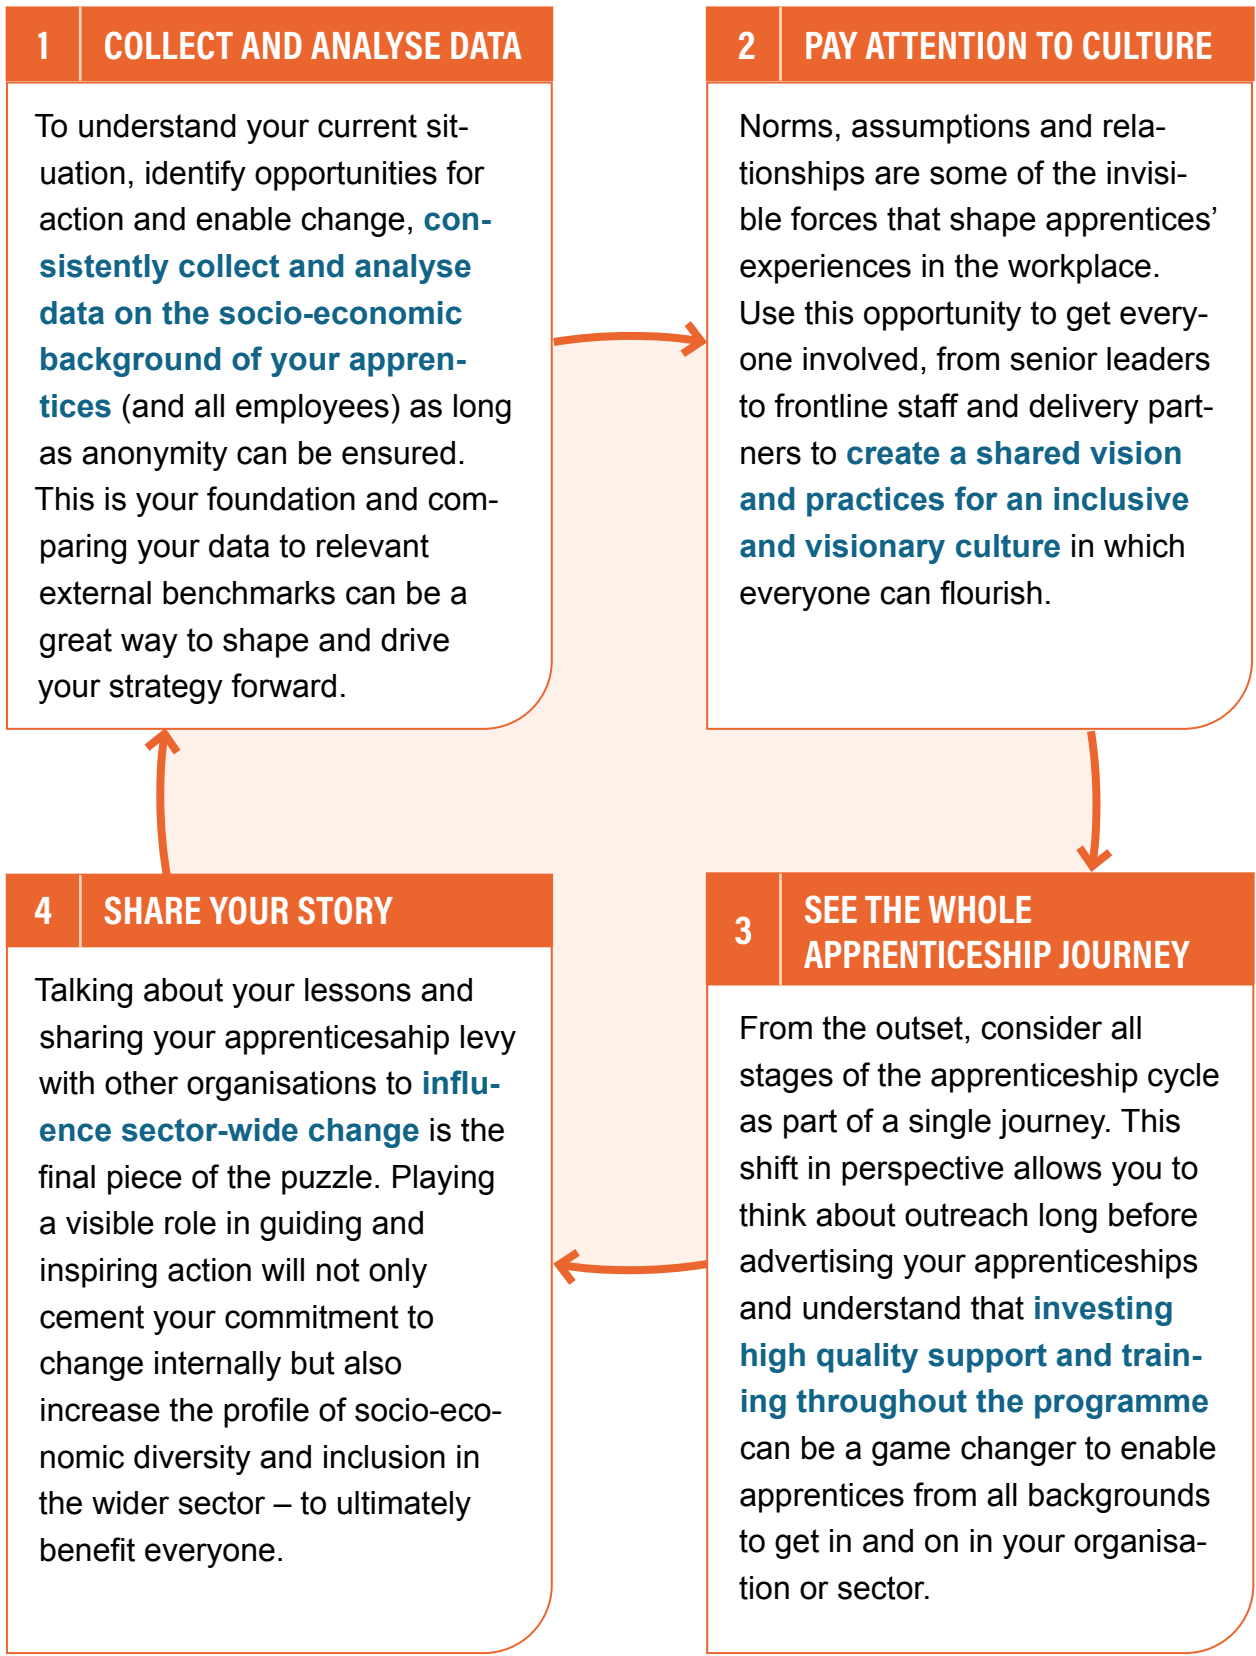 1 COLLECT AND ANALYSE DATA
To understand your current sit-
uation, identify opportunities for
action and enable change, con-
sistently collect and analyse
data on the socio-economic
background of your appren-
tices (and all employees) as long
as anonymity can be ensured.
This is your foundation and com-
paring your data to relevant
external benchmarks can be a
great way to shape and drive
your strategy forward.
2 PAY ATTENTION TO CULTURE
Norms, assumptions and rela-
tionships are some of the invisi-
ble forces that shape apprentices’
experiences in the workplace.
Use this opportunity to get every-
one involved, from senior leaders
to frontline staff and delivery part-
ners to create a shared vision
and practices for an inclusive
and visionary culture in which
everyone can flourish.
3 SEE THE WHOLE
APPRENTICESHIP JOURNEY
From the outset, consider all
stages of the apprenticeship cycle
as part of a single journey. This
shift in perspective allows you to
think about outreach long before
advertising your apprenticeships
and understand that investing
high quality support and train-
ing throughout the programme
can be a game changer to enable
apprentices from all backgrounds
to get in and on in your organisa-
tion or sector.
4 SHARE YOUR STORY
Talking about your lessons and
sharing your apprenticesahip levy
with other organisations to influ-
ence sector-wide change is the
final piece of the puzzle. Playing
a visible role in guiding and
inspiring action will not only
cement your commitment to
change internally but also
increase the profile of socio-eco-
nomic diversity and inclusion in
the wider sector – to ultimately
benefit everyone.